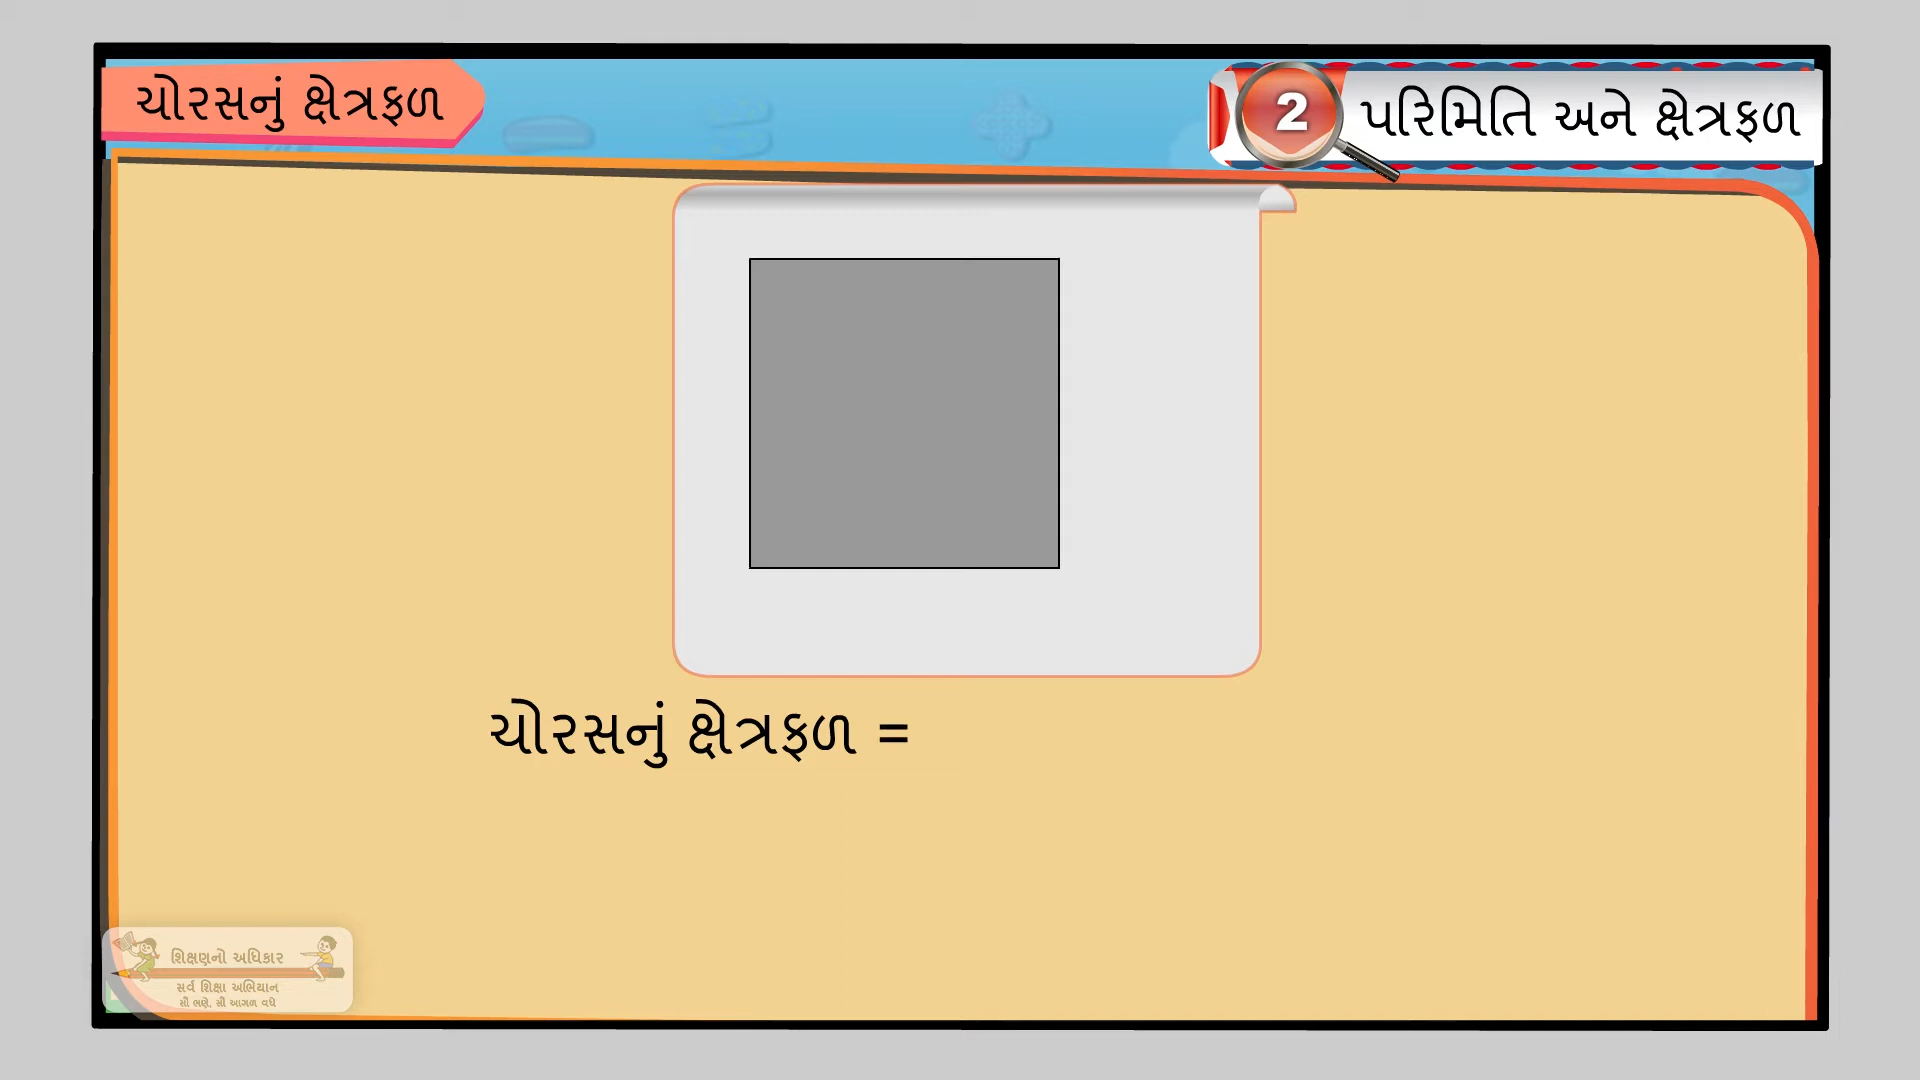 ચોરસનું ક્ષેત્રફળ
2 પરિમિતિ અને ક્ષેત્રફળ
ચોરસનું ક્ષેત્રફળ =
શિક્ષણનો અધિકાર
સર્વ શિક્ષા અભિયાન
સૌ ભણે, સૌ આગળ વધે